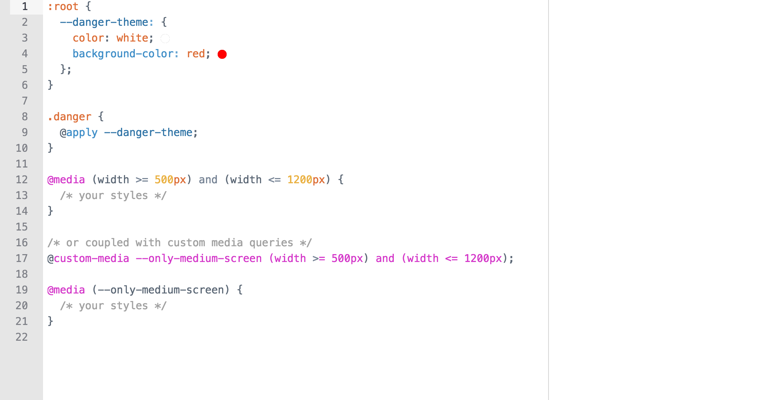 1 :root {
2   --danger-theme: {
3     color: white;
4     background-color: red;
5   };
6 }
7
8 .danger {
9   @apply --danger-theme;
10 }
11
12 @media (width >= 500px) and (width <= 1200px) {
13   /* your styles */
14 }
15
16 /* or coupled with custom media queries */
17 @custom-media --only-medium-screen (width >= 500px) and (width <= 1200px);
18
19 @media (--only-medium-screen) {
20   /* your styles */
21 }
22